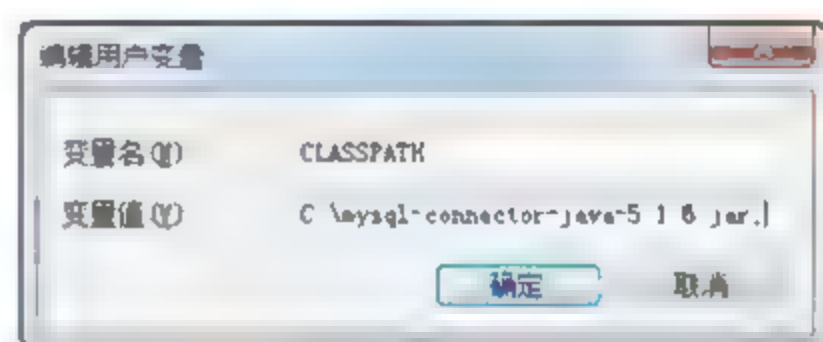 编辑用户变量
变量名(N)
CLASSPATH
变量值(V)
C \mysql-connector-java-5 1 6 jar.
确定
取消